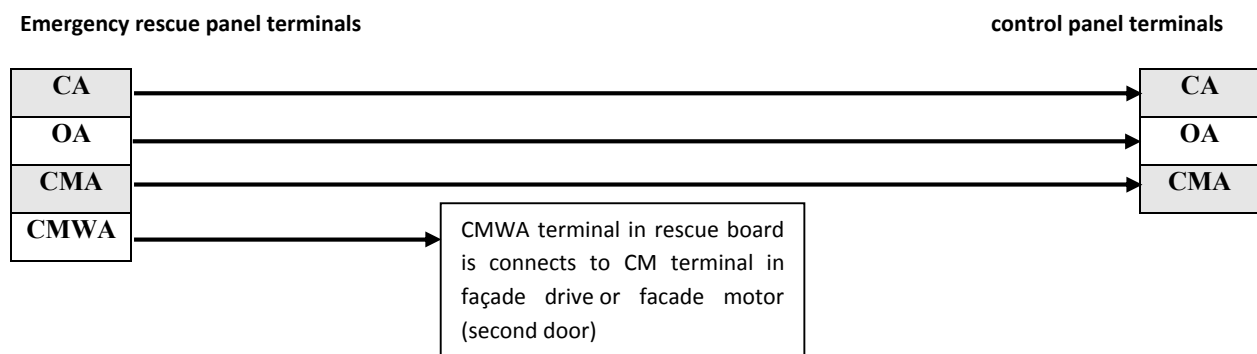 Emergency rescue panel terminals
control panel terminals
CA
CA
OA
OA
CMA
CMA
CMWA
CMWA terminal in rescue board
is connects to CM terminal in
façade drive or facade motor
(second door)